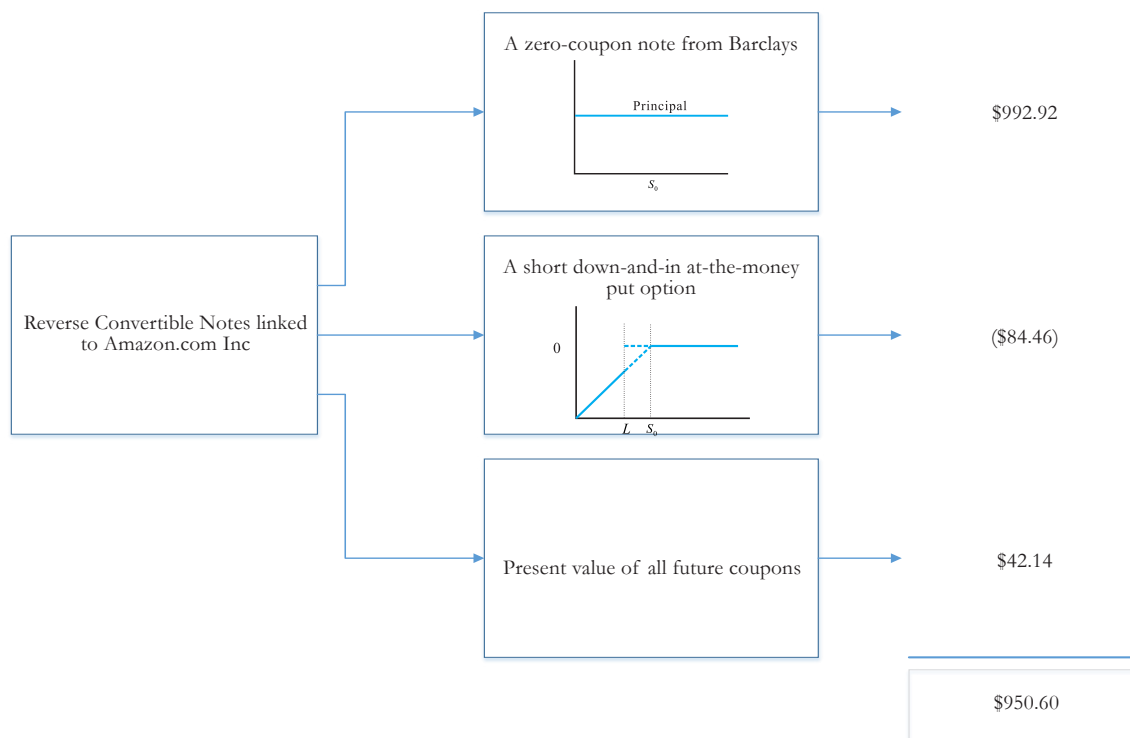 A zero-coupon note from Barclays
Principal
S₀
$992.92
Reverse Convertible Notes linked
to Amazon.com Inc
A short down-and-in at-the-money
put option
0
L S₀
($84.46)
Present value of all future coupons
$42.14
$950.60